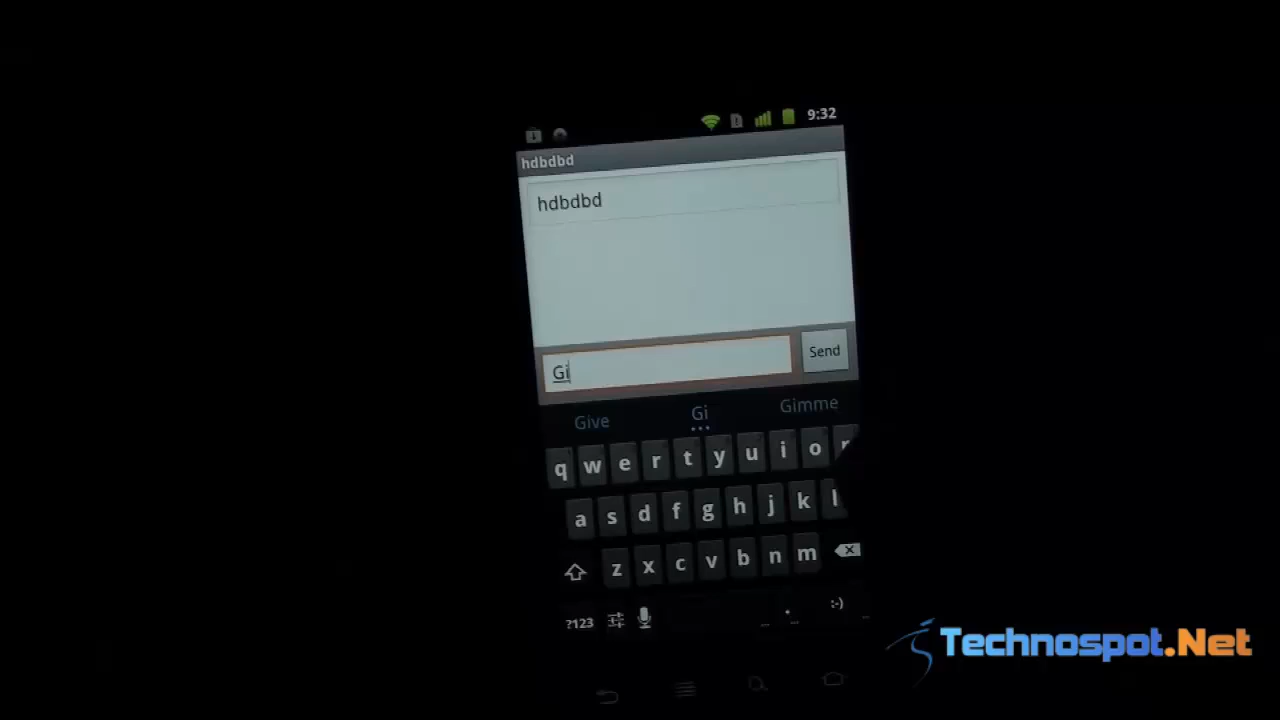 9:32
hdbdbd
hdbdbd
Gi
Send
Give Gi Gimme
q w e r t y u i o
a s d f g h j k l
z x c v b n m
?123 . :-)
Technospot.Net